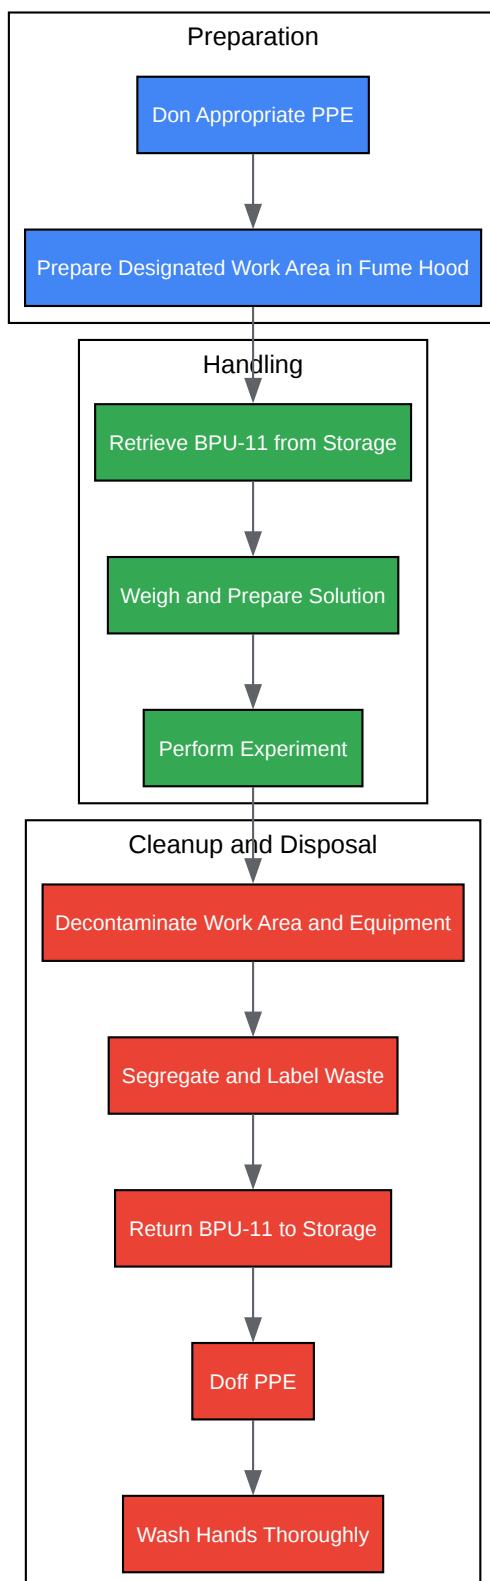 Preparation
Don Appropriate PPE
Prepare Designated Work Area in Fume Hood
Handling
Retrieve BPU-11 from Storage
Weigh and Prepare Solution
Perform Experiment
Cleanup and Disposal
Decontaminate Work Area and Equipment
Segregate and Label Waste
Return BPU-11 to Storage
Doff PPE
Wash Hands Thoroughly